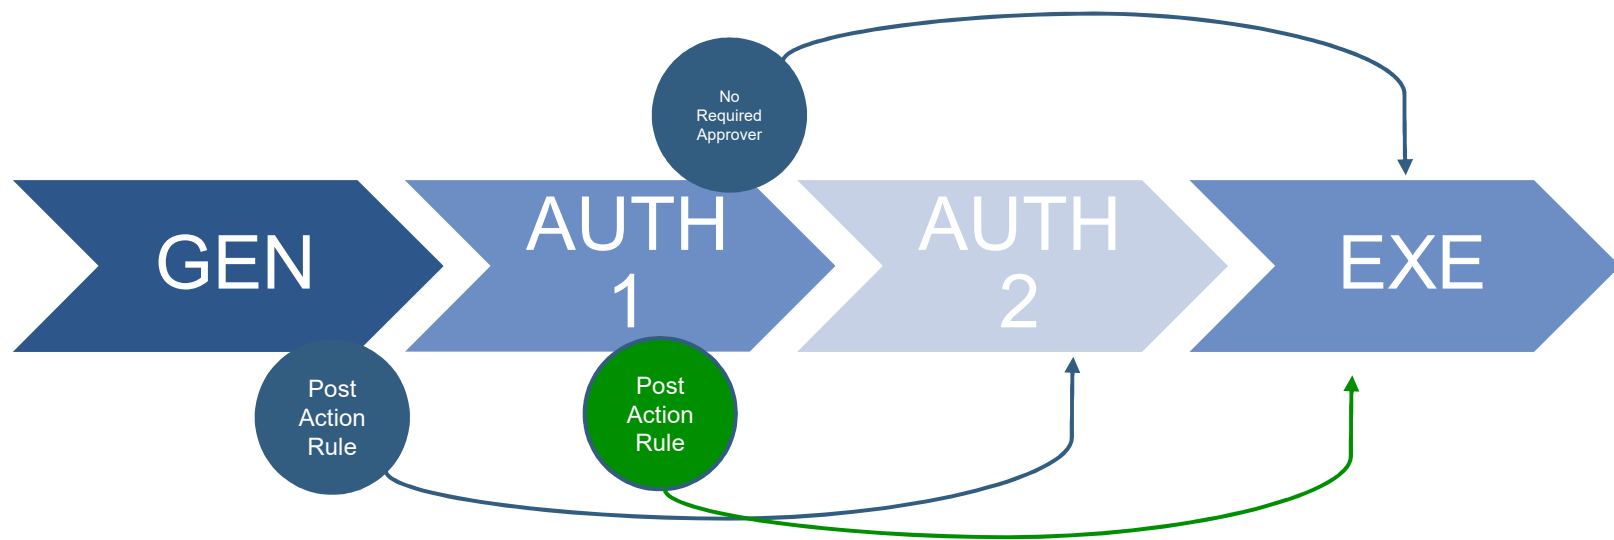 No
Required
Approver
GEN
AUTH
1
AUTH
2
EXE
Post
Action
Rule
Post
Action
Rule